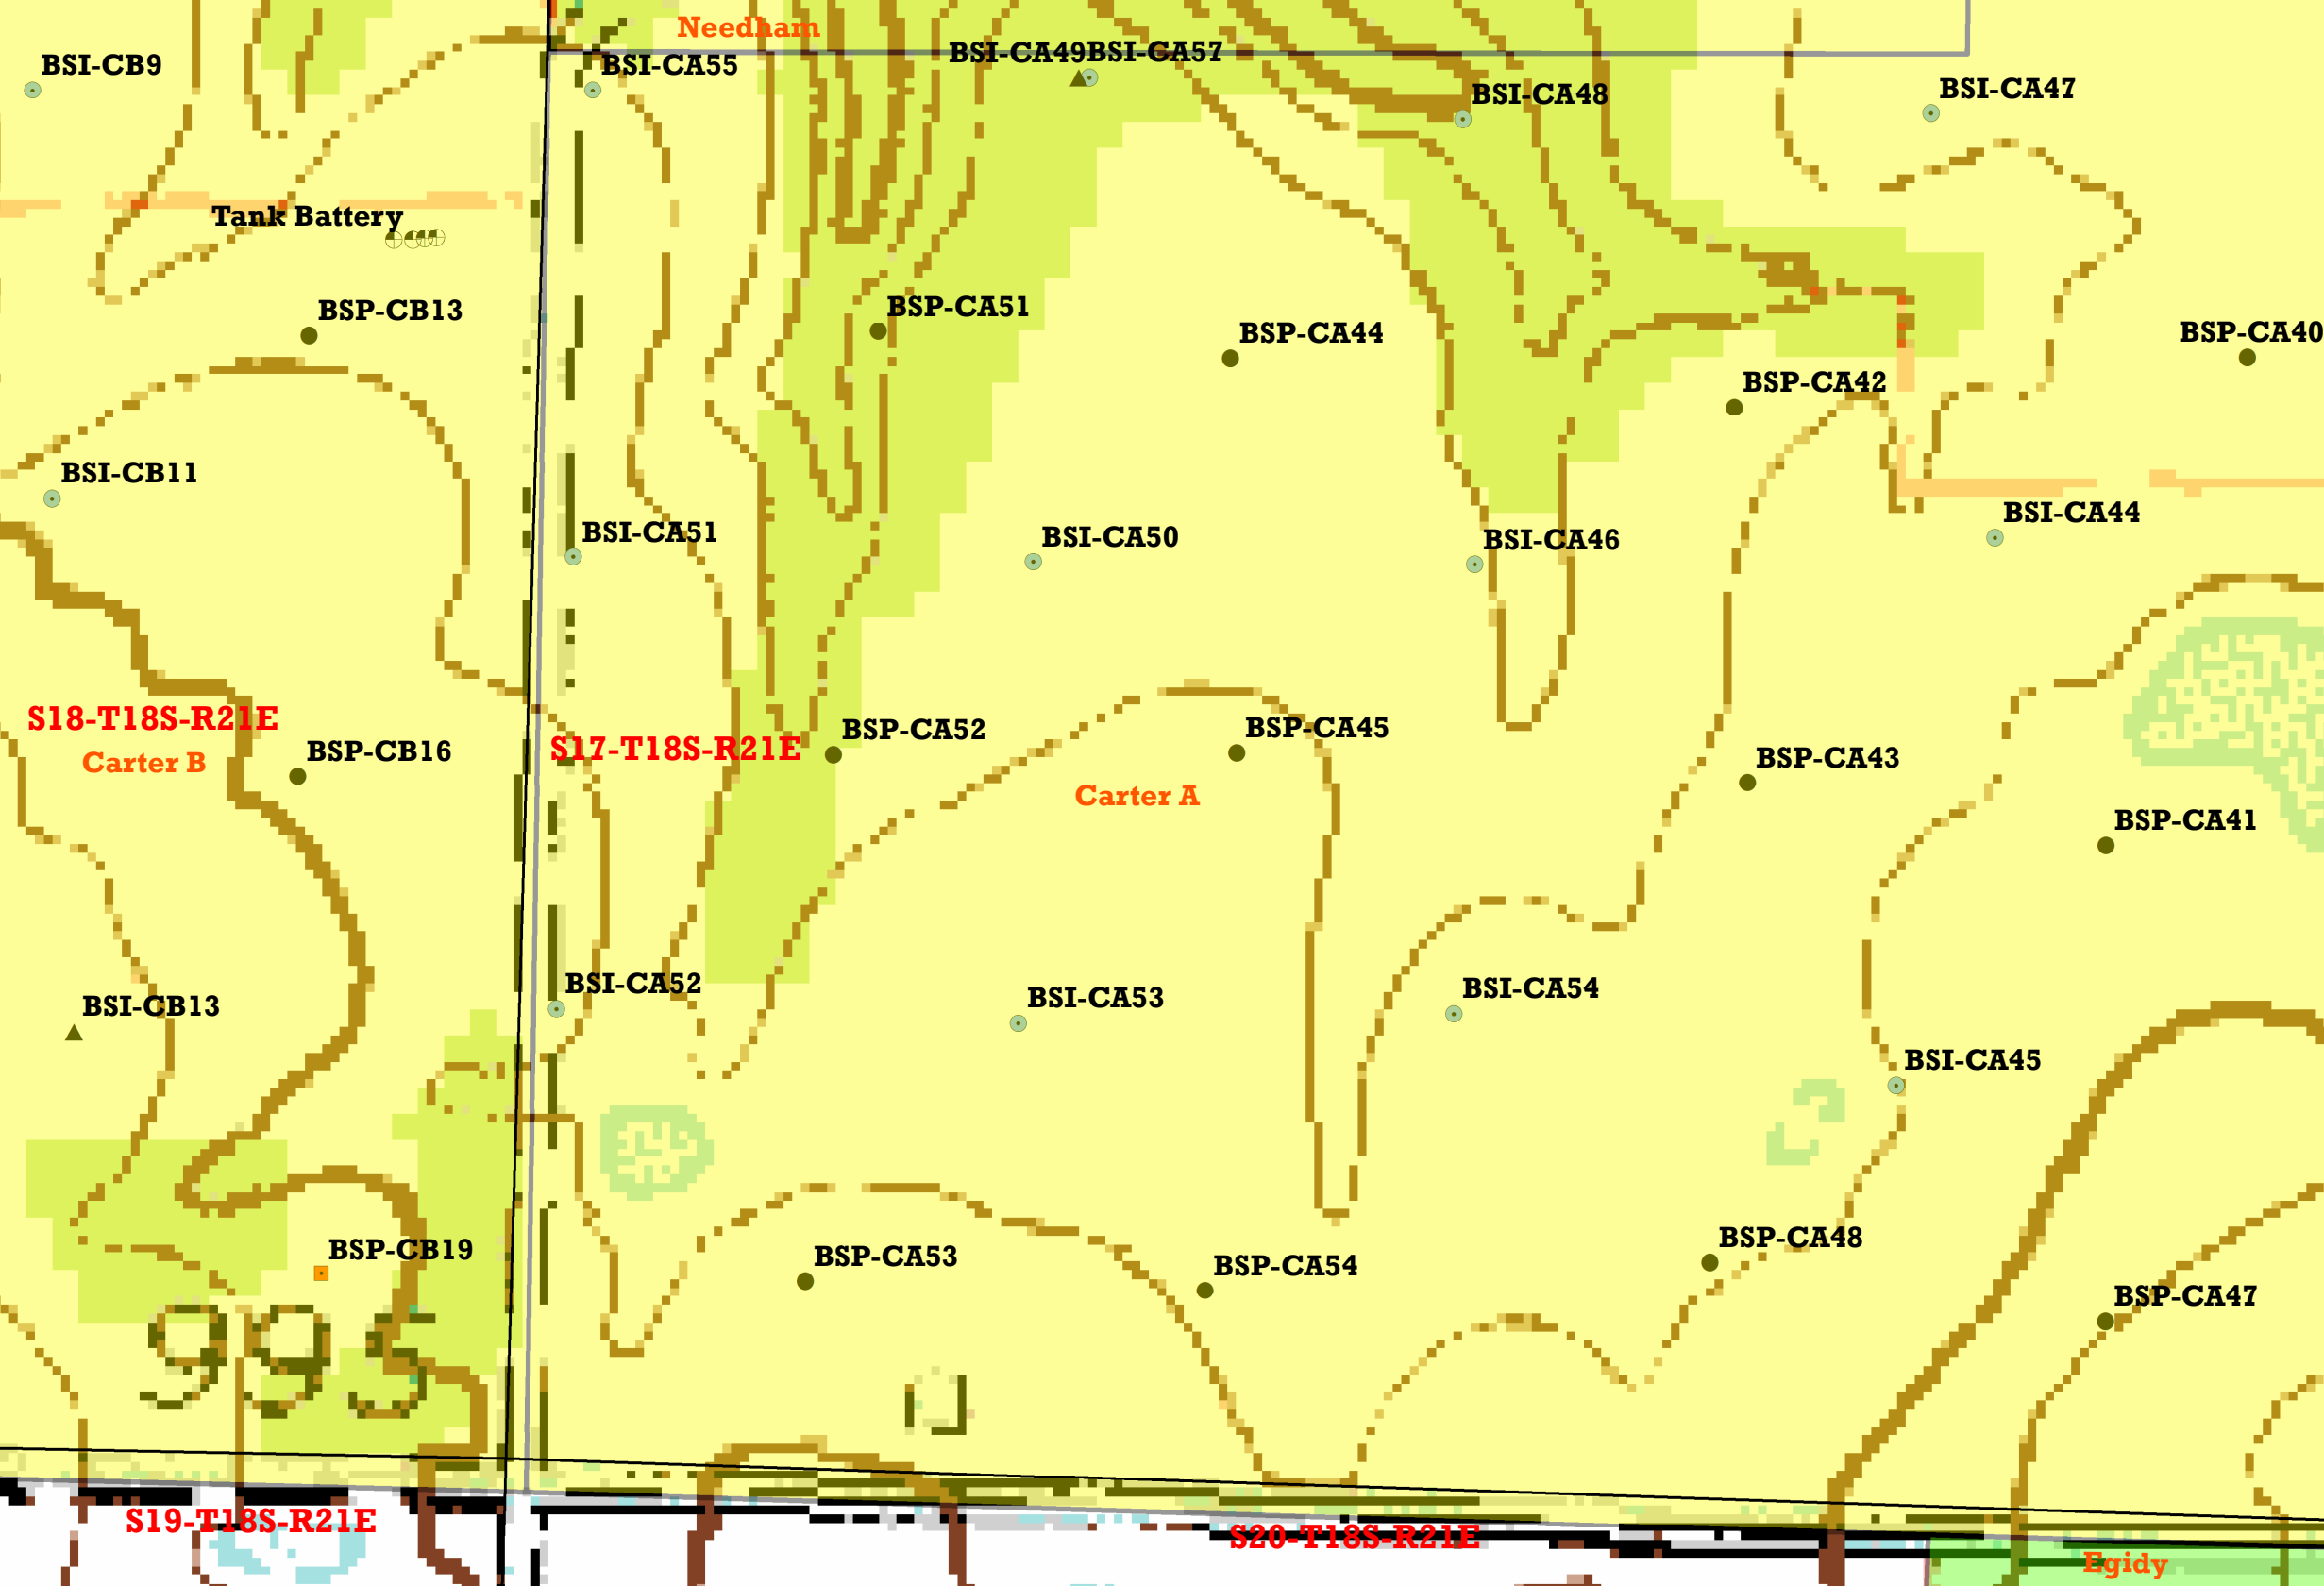 Needham
BSI-CA49 BSI-CA57
BSI-CB9
BSI-CA55
BSI-CA48
BSI-CA47
Tank Battery
BSP-CB13
BSP-CA51
BSP-CA44
BSP-CA40
BSP-CA42
BSI-CB11
BSI-CA51
BSI-CA50
BSI-CA46
BSI-CA44
S18-T18S-R21E
Carter B
BSP-CB16
S17-T18S-R21E
BSP-CA52
BSP-CA45
Carter A
BSP-CA43
BSP-CA41
BSI-CB13
BSI-CA52
BSI-CA53
BSI-CA54
BSI-CA45
BSP-CB19
BSP-CA53
BSP-CA54
BSP-CA48
BSP-CA47
995
S19-T18S-R21E
S20-T18S-R21E
Egidy